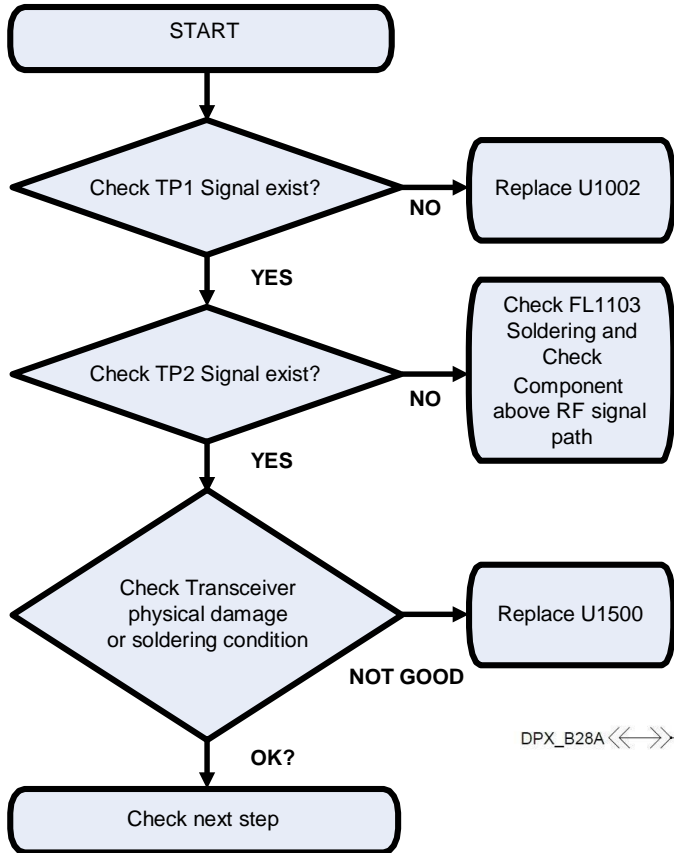 START
Check TP1 Signal exist?
NO
Replace U1002
YES
Check TP2 Signal exist?
NO
Check FL1103
Soldering and
Check
Component
above RF signal
path
YES
Check Transceiver
physical damage
or soldering condition
NOT GOOD
Replace U1500
DPX_B28A
OK?
Check next step